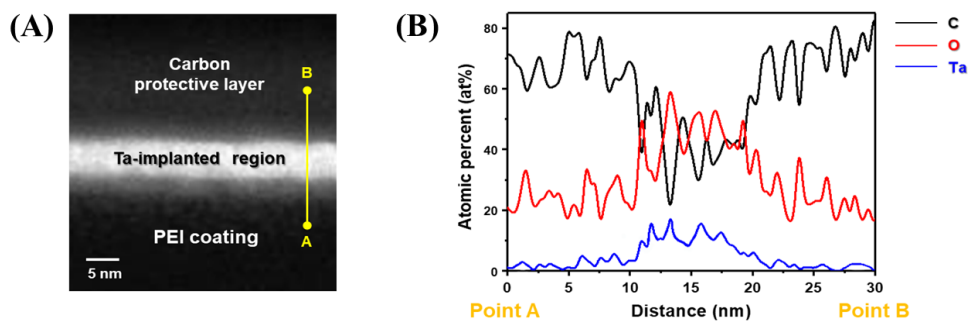 (A)
Carbon
protective layer
B
Ta-implanted region
PEI coating
A
5 nm
(B)
C
O
Ta
Atomic percent (at%)
80
60
40
20
0
0 5 10 15 20 25 30
Point A Distance (nm) Point B